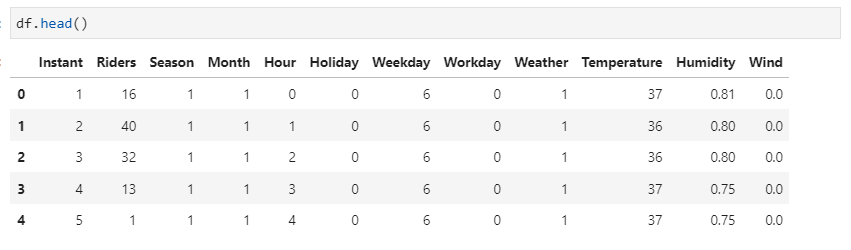 df.head()
Instant Riders Season Month Hour Holiday Weekday Workday Weather Temperature Humidity Wind
0 1 16 1 1 0 0 6 0 1 37 0.81 0.0
1 2 40 1 1 1 0 6 0 1 36 0.80 0.0
2 3 32 1 1 2 0 6 0 1 36 0.80 0.0
3 4 13 1 1 3 0 6 0 1 37 0.75 0.0
4 5 1 1 1 4 0 6 0 1 37 0.75 0.0